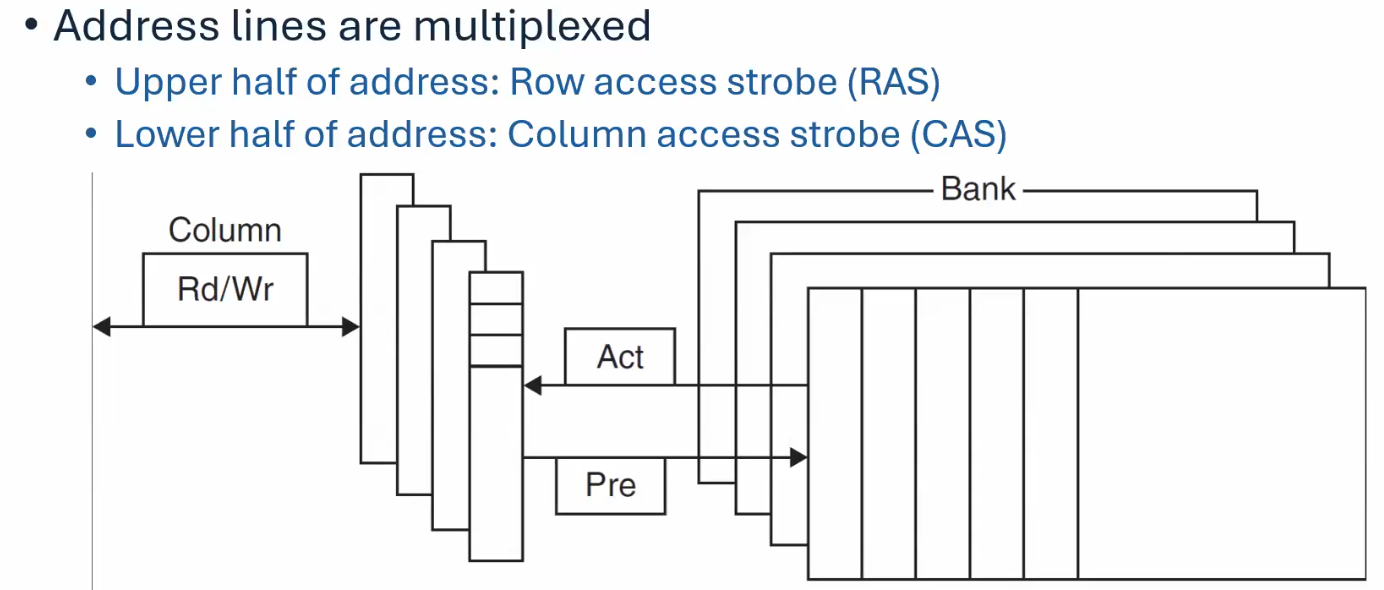 • Address lines are multiplexed
• Upper half of address: Row access strobe (RAS)
• Lower half of address: Column access strobe (CAS)
Bank
Column
Rd/Wr
Act
Pre